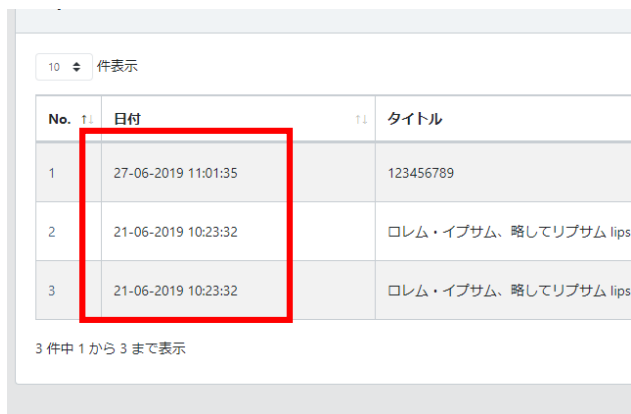 10 件表示
No. 日付 タイトル
1 27-06-2019 11:01:35 123456789
2 21-06-2019 10:23:32 ロレム・イプサム、略してリプサム lips
3 21-06-2019 10:23:32 ロレム・イプサム、略してリプサム lips
3 件中 1 から 3 まで表示